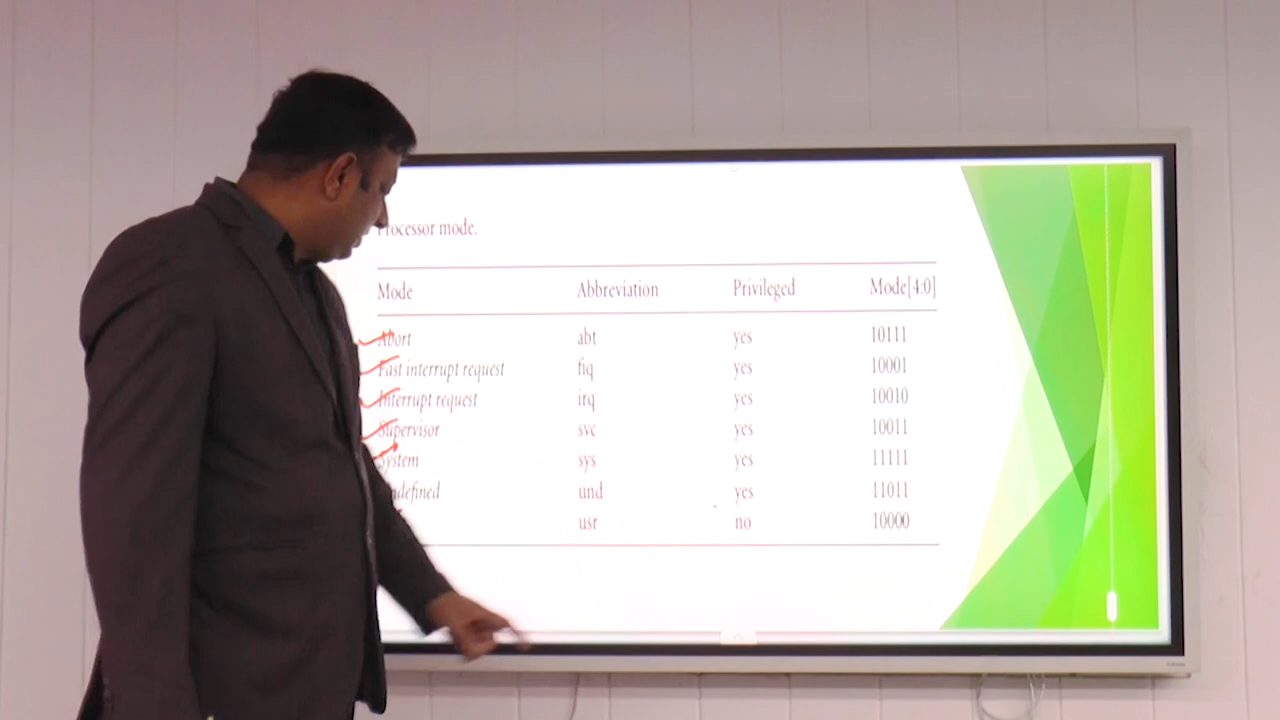 Processor mode.
Mode Abbreviation Privileged Mode[4:0]
Abort abt yes 10111
Fast interrupt request fiq yes 10001
Interrupt request irq yes 10010
Supervisor svc yes 10011
System sys yes 11111
Undefined und yes 11011
usr no 10000